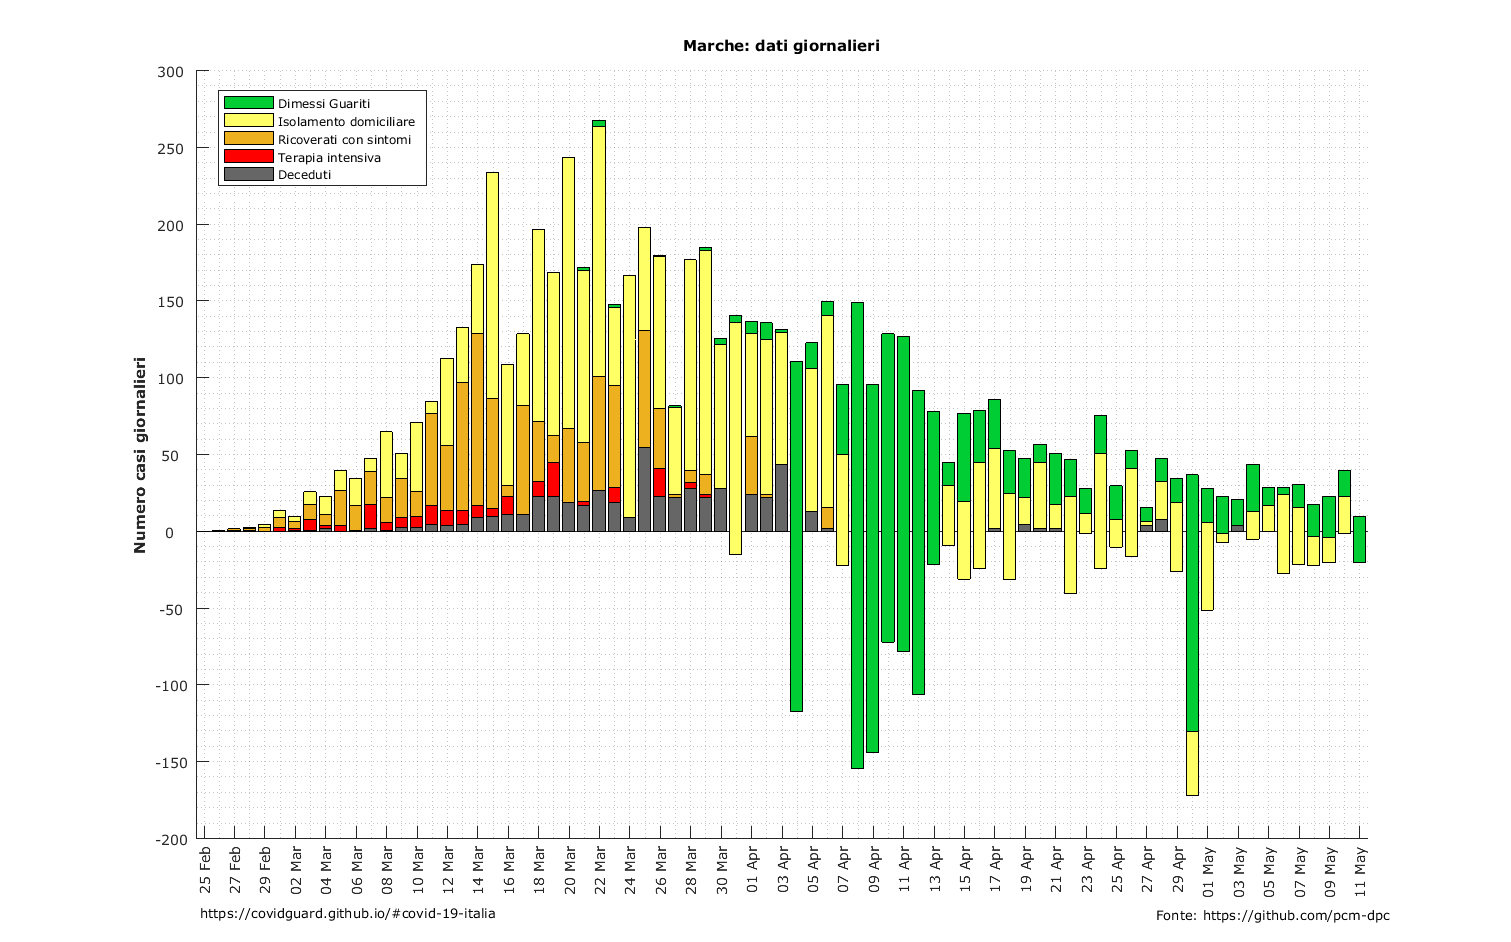 Marche: dati giornalieri
300
250
200
150
100
50
0
-50
-100
-150
-200
Numero casi giornalieri
Dimessi Guariti
Isolamento domiciliare
Ricoverati con sintomi
Terapia intensiva
Deceduti
25 Feb
27 Feb
29 Feb
02 Mar
04 Mar
06 Mar
08 Mar
10 Mar
12 Mar
14 Mar
16 Mar
18 Mar
20 Mar
22 Mar
24 Mar
26 Mar
28 Mar
30 Mar
01 Apr
03 Apr
05 Apr
07 Apr
09 Apr
11 Apr
13 Apr
15 Apr
17 Apr
19 Apr
21 Apr
23 Apr
25 Apr
27 Apr
29 Apr
01 May
03 May
05 May
07 May
09 May
11 May
https://covidguard.github.io/#covid-19-italia
Fonte: https://github.com/pcm-dpc